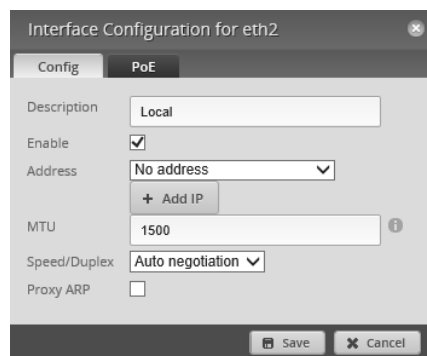 Interface Configuration for eth2
Config PoE
Description Local
Enable
Address No address
+ Add IP
MTU 1500
Speed/Duplex Auto negotiation
Proxy ARP
Save Cancel